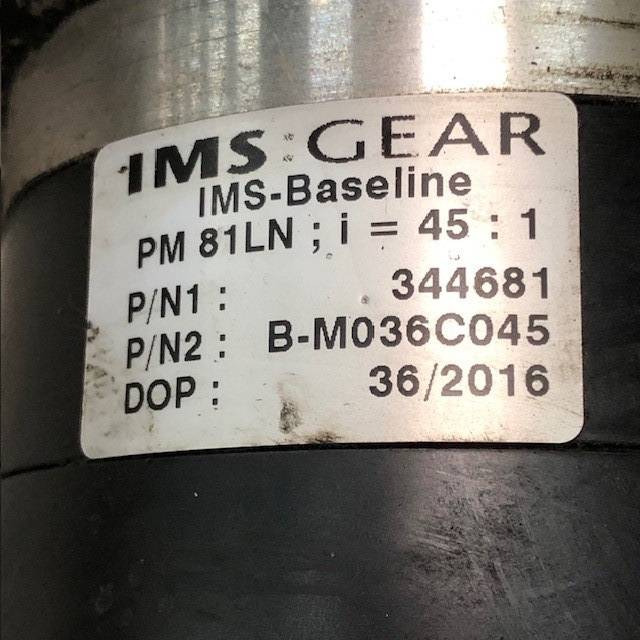 IMS GEAR
IMS-Baseline
PM 81LN ; i = 45 : 1
P/N1 : 344681
P/N2 : B-M036C045
DOP : 36/2016